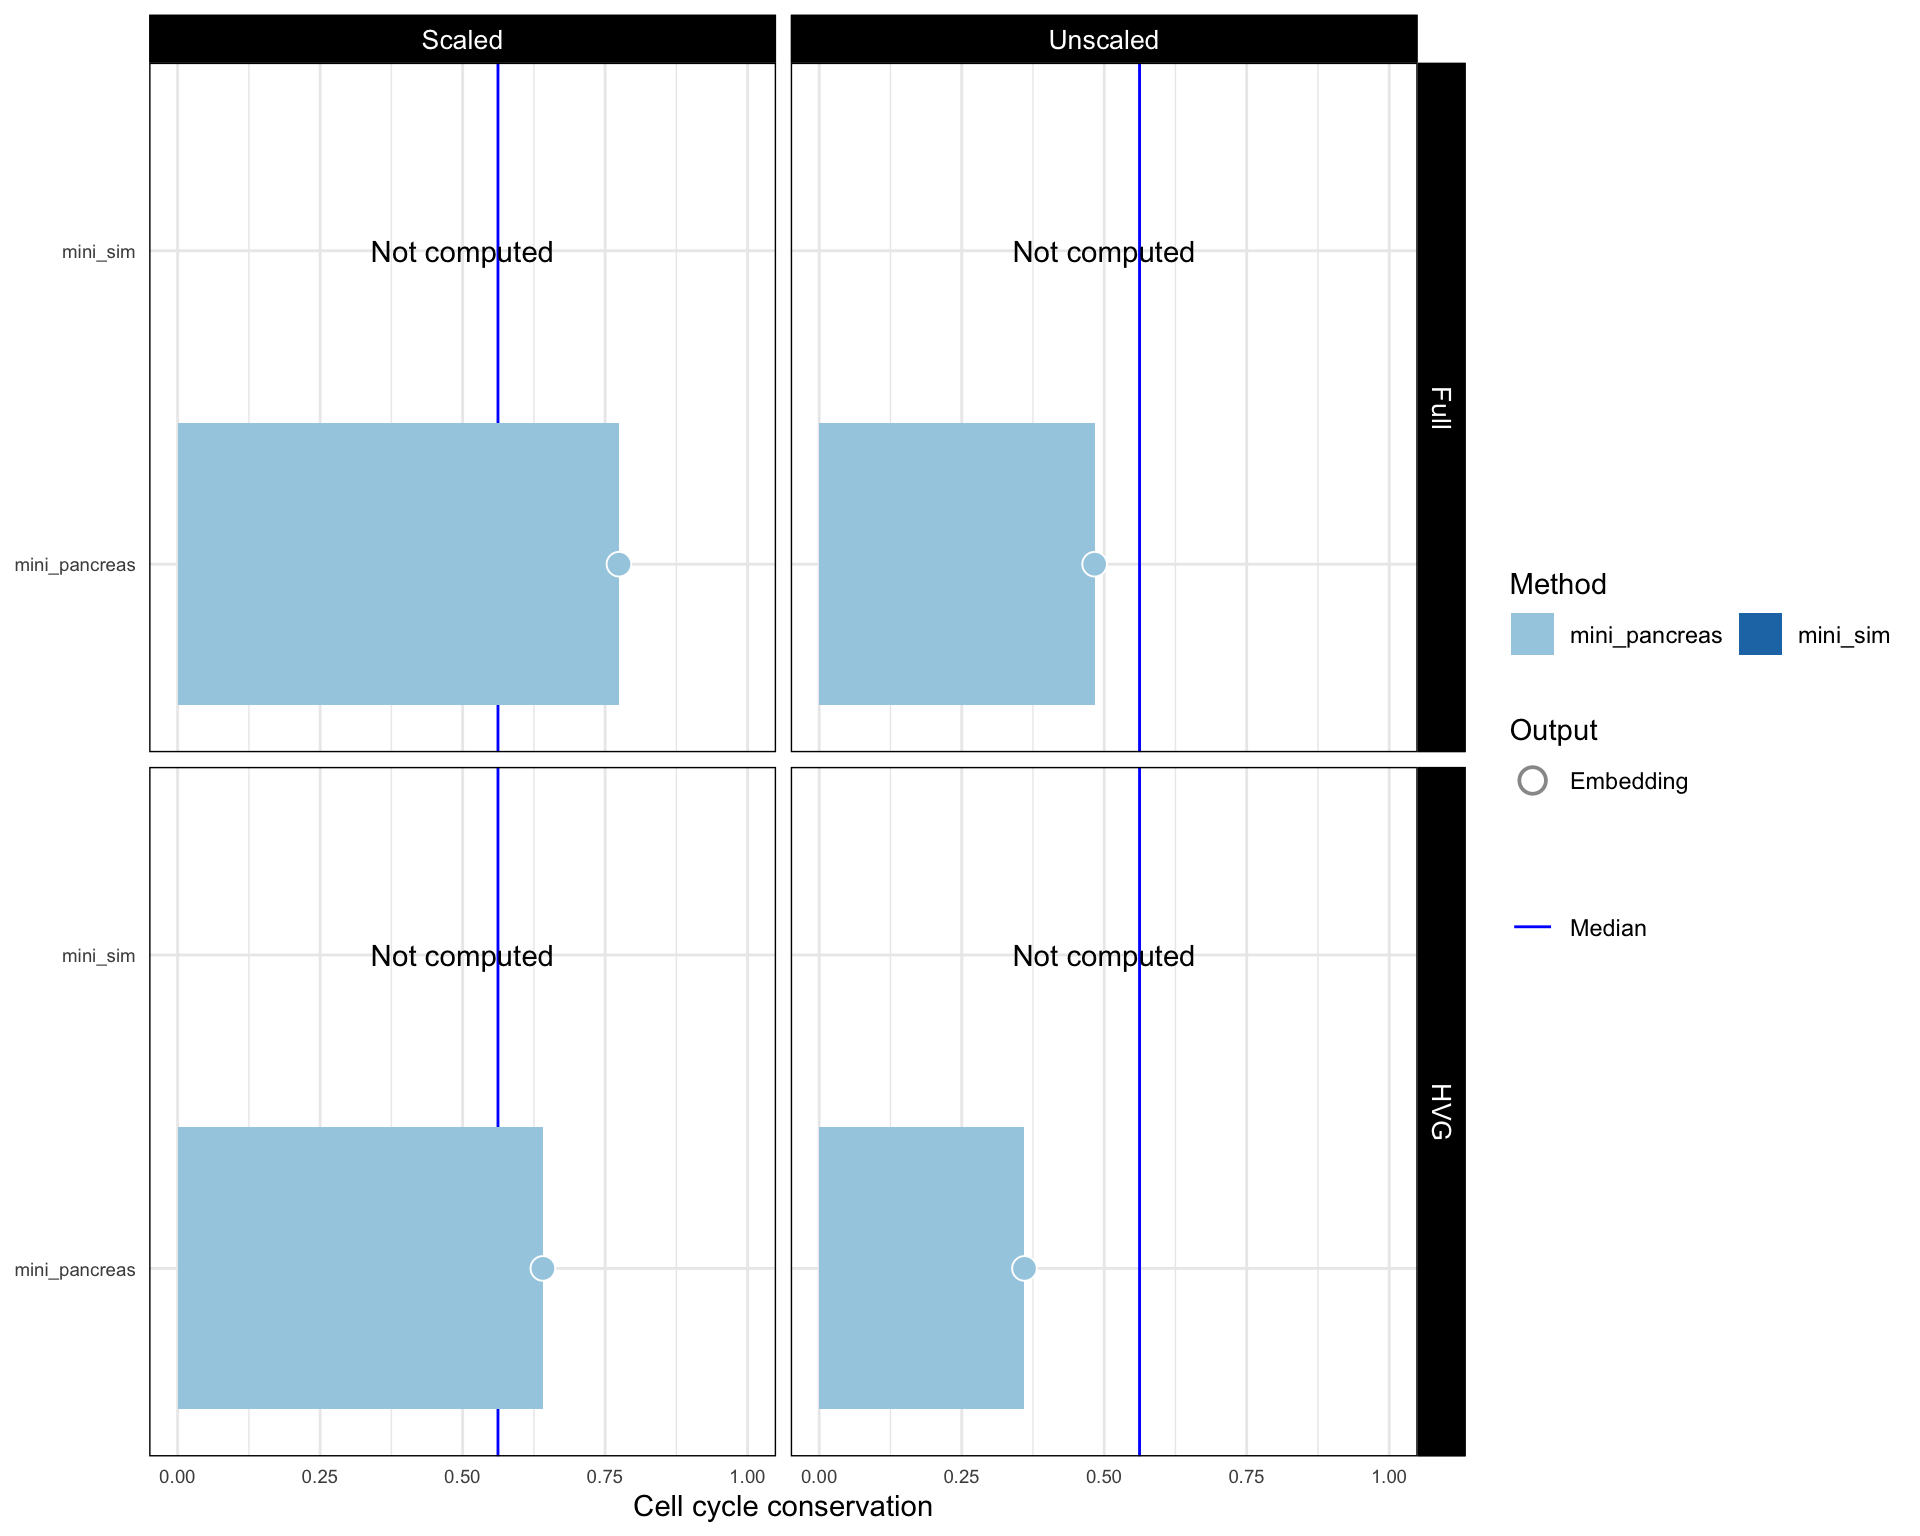 Scaled
Unscaled
mini_sim
Not computed
Not computed
Full
mini_pancreas
mini_sim
Not computed
Not computed
HVG
mini_pancreas
0.00 0.25 0.50 0.75 1.00
0.00 0.25 0.50 0.75 1.00
Cell cycle conservation
Method
mini_pancreas mini_sim
Output
Embedding
Median